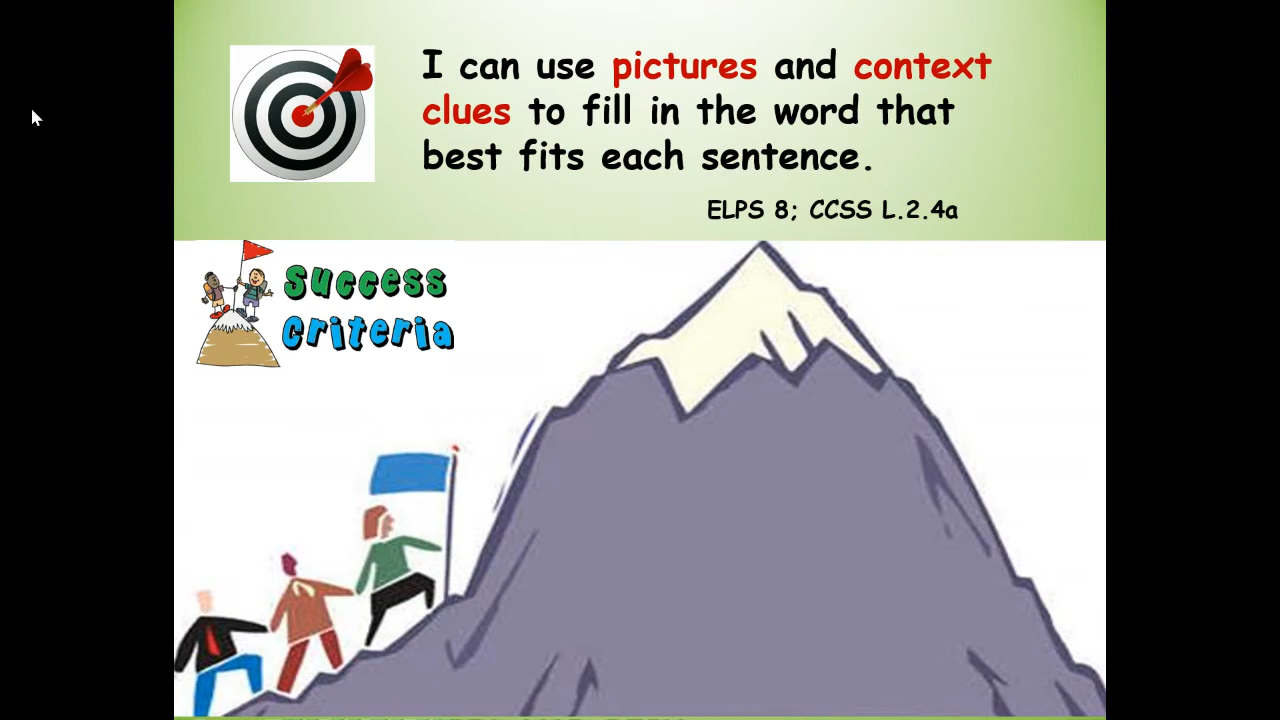 I can use pictures and context
clues to fill in the word that
best fits each sentence.
ELPS 8; CCSS L.2.4a
Success
Criteria